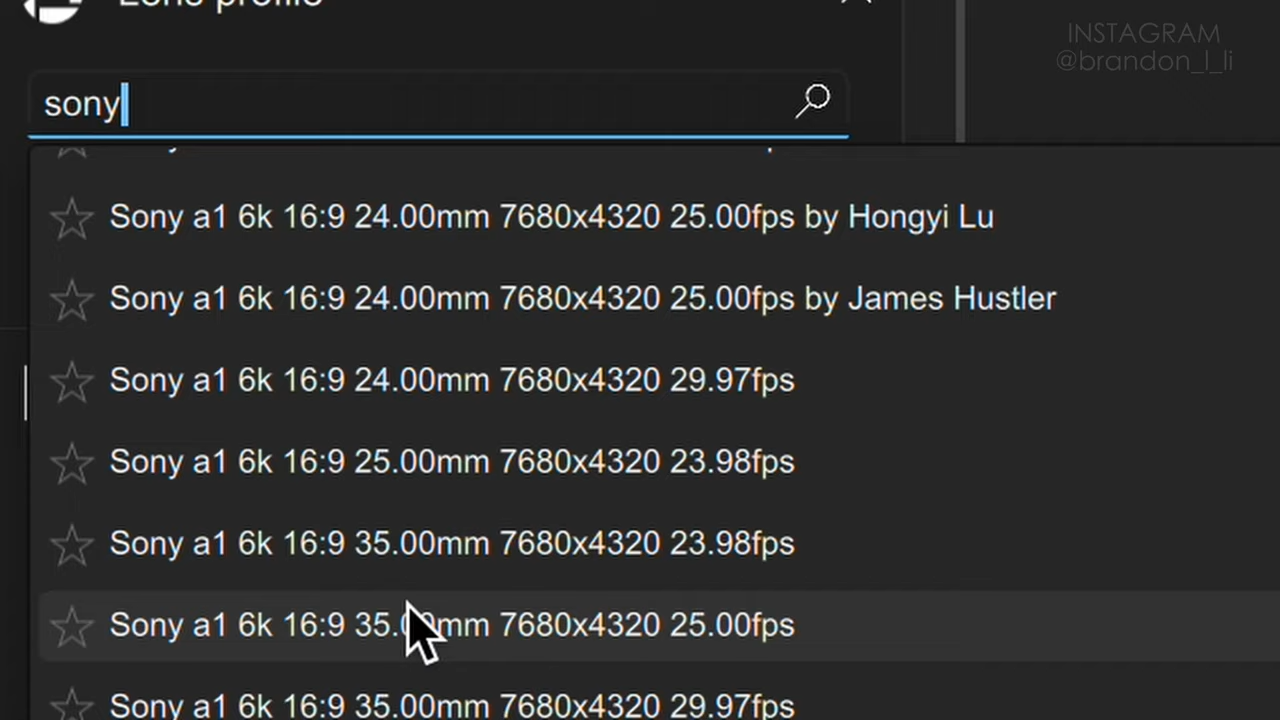 Lens profile
INSTAGRAM
@brandon_l_li
sony
Sony a1 6k 16:9 24.00mm 7680x4320 25.00fps by Hongyi Lu
Sony a1 6k 16:9 24.00mm 7680x4320 25.00fps by James Hustler
Sony a1 6k 16:9 24.00mm 7680x4320 29.97fps
Sony a1 6k 16:9 25.00mm 7680x4320 23.98fps
Sony a1 6k 16:9 35.00mm 7680x4320 23.98fps
Sony a1 6k 16:9 35.00mm 7680x4320 25.00fps
Sony a1 6k 16:9 35.00mm 7680x4320 29.97fps